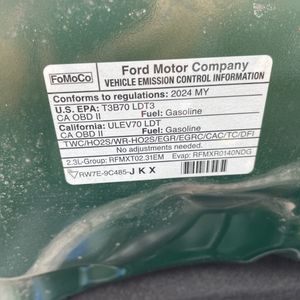 FoMoCo
Ford Motor Company
VEHICLE EMISSION CONTROL INFORMATION
Conforms to regulations: 2024 MY
U.S. EPA: T3B70 LDT3
CA OBD II Fuel: Gasoline
California: ULEV70 LDT
CA OBD II Fuel: Gasoline
TWC/HO2S/WR-HO2S/EGR/EGRC/CAC/TC/DFI
No adjustments needed.
2.3L-Group: RFMXT02.31EM Evap: RFMXR0140NDG
RW7E-9C485-JKX